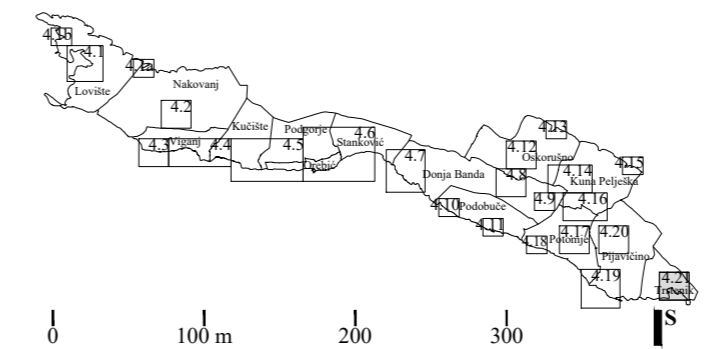 4.1b
4.1
4.1a
Lovište
Nakovanj
4.2
4.3
Viganj
4.4
Kučište
Podgorje
4.5
4.6
Stanković
Orebić
4.7
Donja Banda
4.8
4.12
4.13
Oskorušno
4.14
4.15
Kuna Pelješka
4.9
4.16
4.10
Podobuče
4.11
4.18
4.17
Potomje
4.20
Pijavičino
4.19
4.21
Trstenik
S
0 100 m 200 300